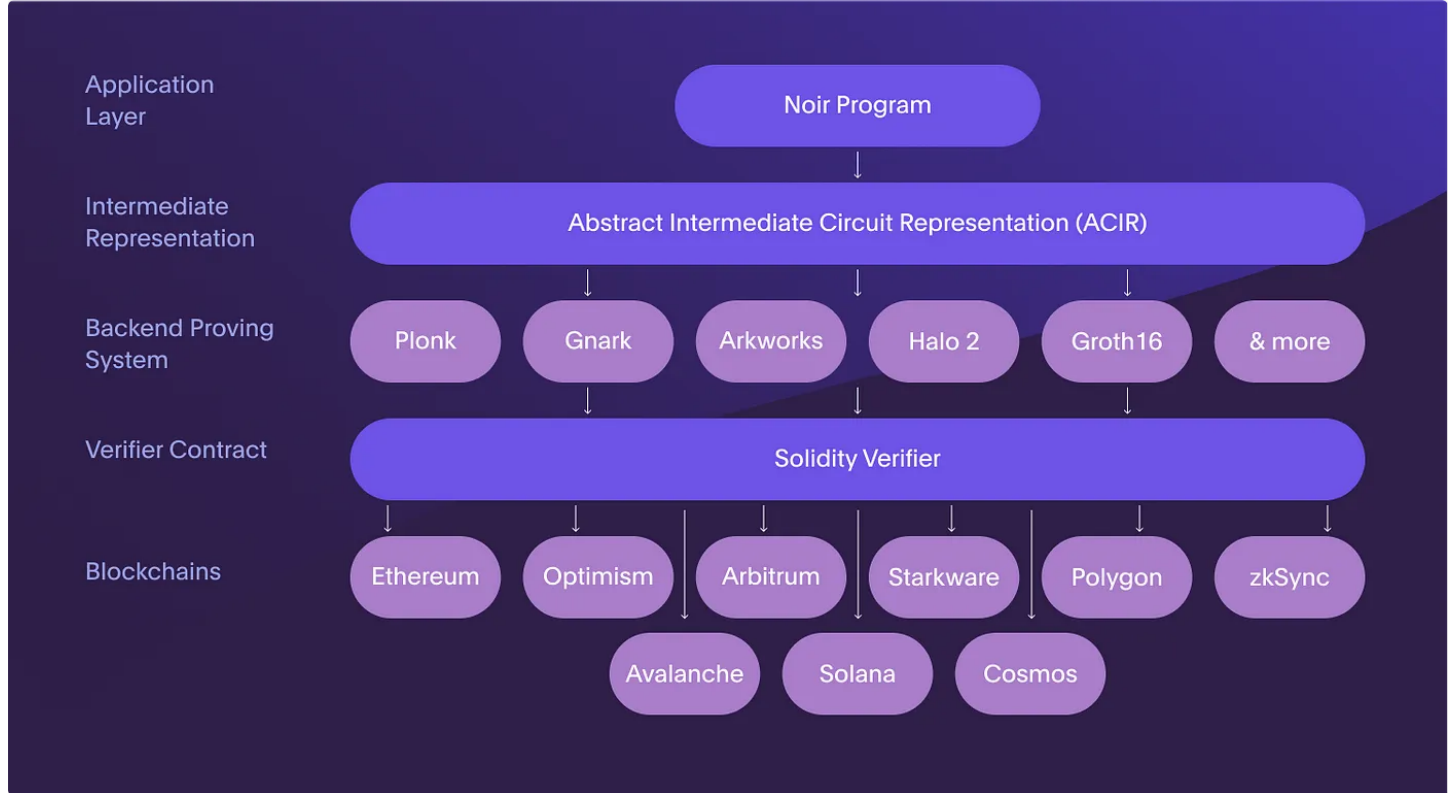 Application
Layer
Noir Program
Intermediate
Representation
Abstract Intermediate Circuit Representation (ACIR)
Backend Proving
System
Plonk
Gnark
Arkworks
Halo 2
Groth16
& more
Verifier Contract
Solidity Verifier
Blockchains
Ethereum
Optimism
Arbitrum
Starkware
Polygon
zkSync
Avalanche
Solana
Cosmos